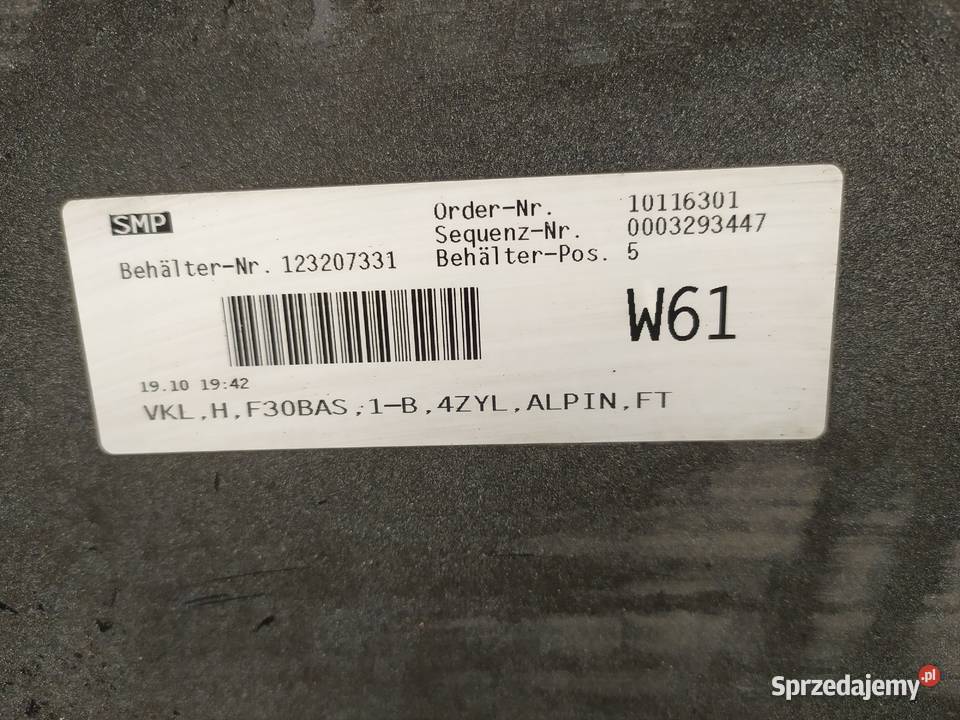 SMP
Order-Nr. 10116301
Sequenz-Nr. 0003293447
Behälter-Nr. 123207331 Behälter-Pos. 5
W61
19.10 19:42
VKL,H,F30BAS,1-B,4ZYL,ALPIN,FT
Sprzedajemy.pl